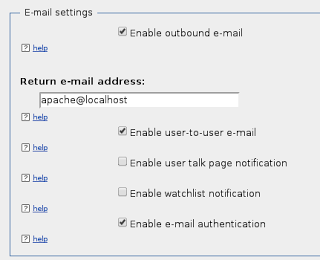 E-mail settings
Enable outbound e-mail
? help
Return e-mail address:
apache@localhost
? help
Enable user-to-user e-mail
? help
Enable user talk page notification
? help
Enable watchlist notification
? help
Enable e-mail authentication
? help